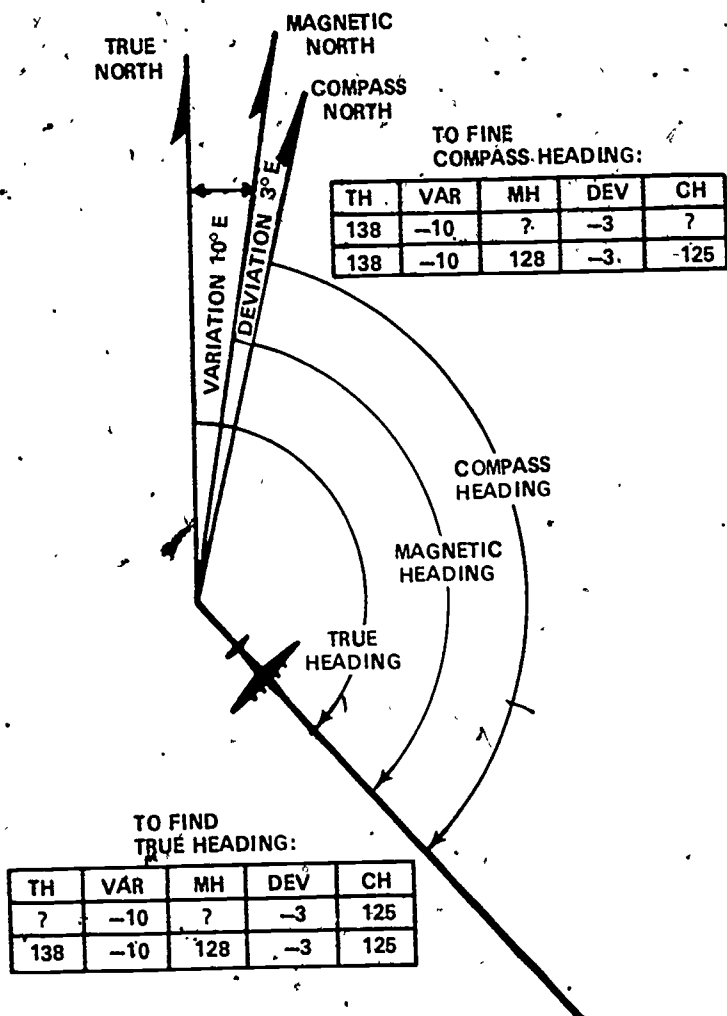 TRUE
NORTH
MAGNETIC
NORTH
COMPASS
NORTH
VARIATION 10° E
DEVIATION 3° E
TO FINE
COMPASS HEADING:
TH VAR MH DEV CH
138 –10 ? –3 ?
138 –10 128 –3 125
COMPASS
HEADING
MAGNETIC
HEADING
TRUE
HEADING
TO FIND
TRUE HEADING:
TH VAR MH DEV CH
? –10 ? –3 125
138 –10 128 –3 125